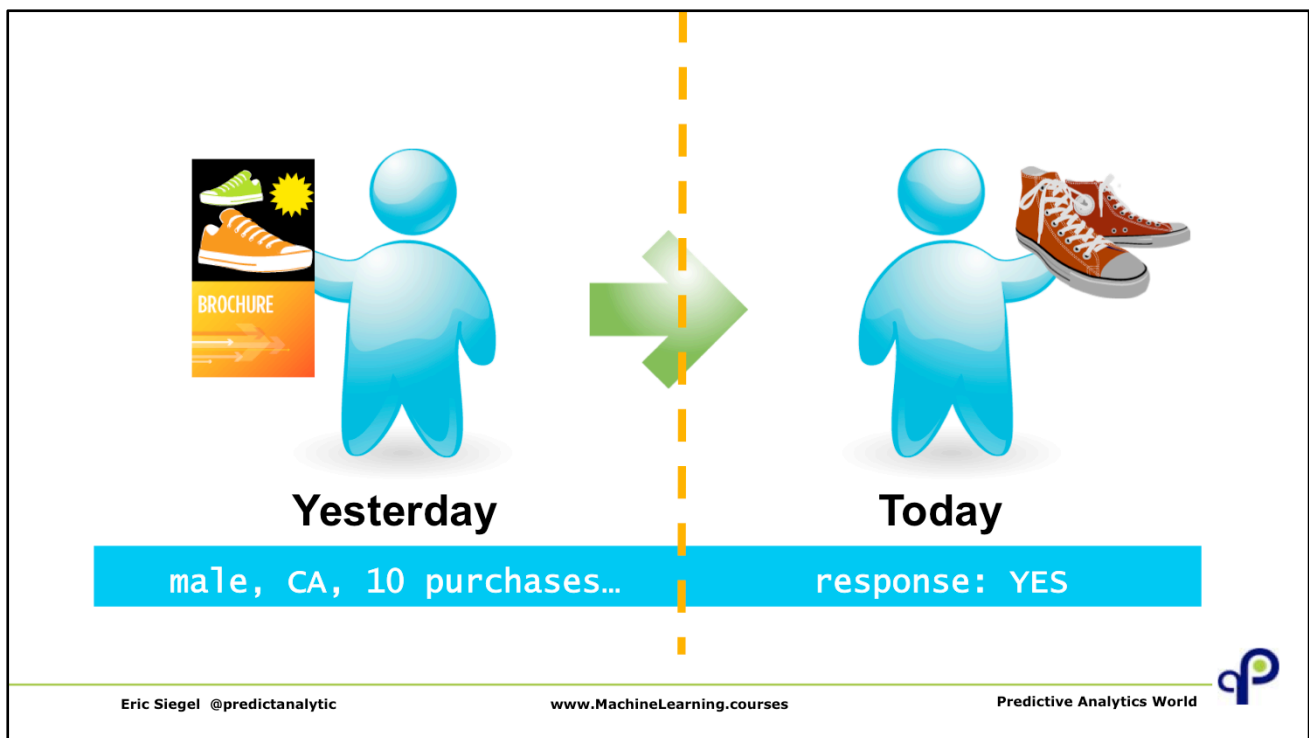 BROCHURE
Yesterday
Today
male, CA, 10 purchases…
response: YES
Eric Siegel @predictanalytic
www.MachineLearning.courses
Predictive Analytics World